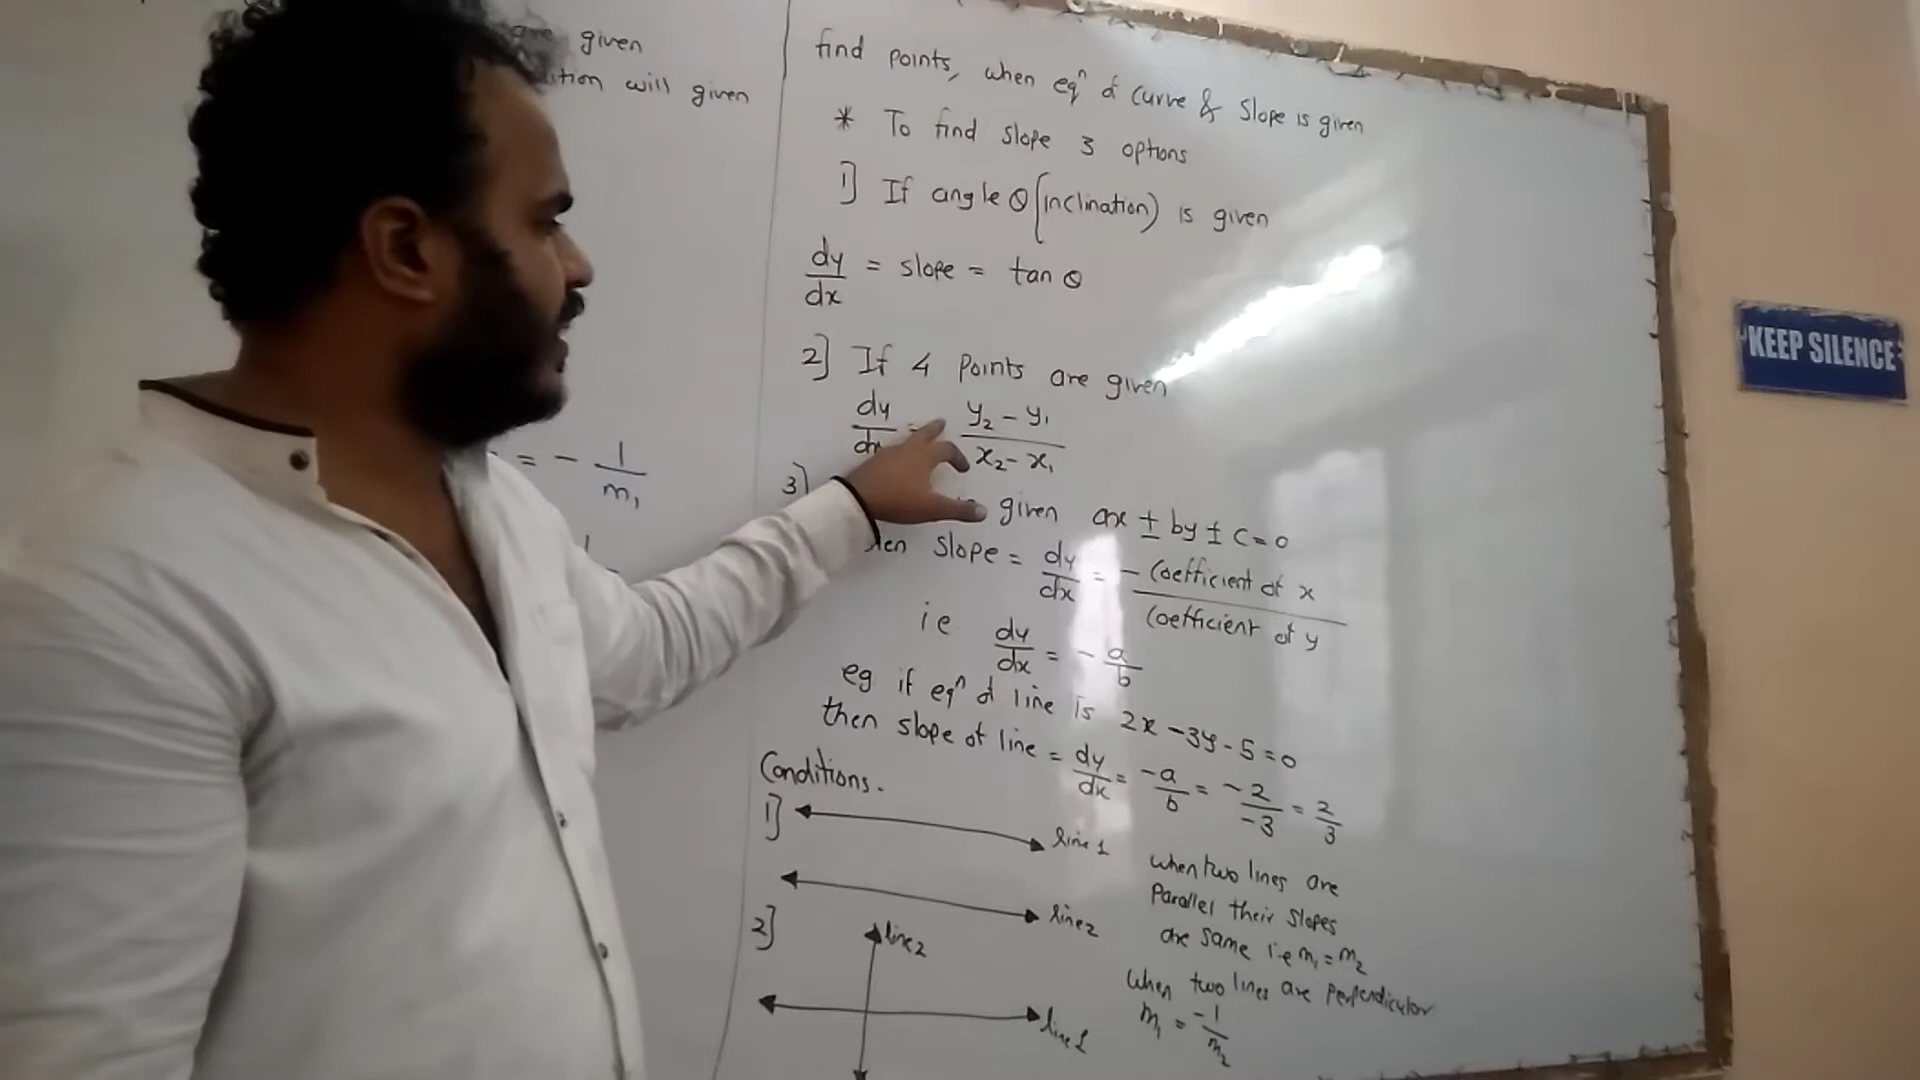 are given
will given
= - 1/m₁
find points, when eqⁿ of curve & slope is given
* To find slope 3 options
1] If angle θ (inclination) is given
dy/dx = slope = tan θ
2] If 4 points are given
dy/dx = y₂ - y₁ / x₂ - x₁
3] given ax ± by ± c = 0
slope = dy/dx = - coefficient of x / coefficient of y
ie dy/dx = - a/b
eg if eqⁿ of line is 2x - 3y - 5 = 0
then slope of line = dy/dx = -a/b = -2/-3 = 2/3
Conditions.
1] line 1
line 2
when two lines are
parallel their slopes
are same i.e m₁ = m₂
2] line 2
line 1
when two lines are perpendicular
m₁ = -1/m₂
KEEP SILENCE